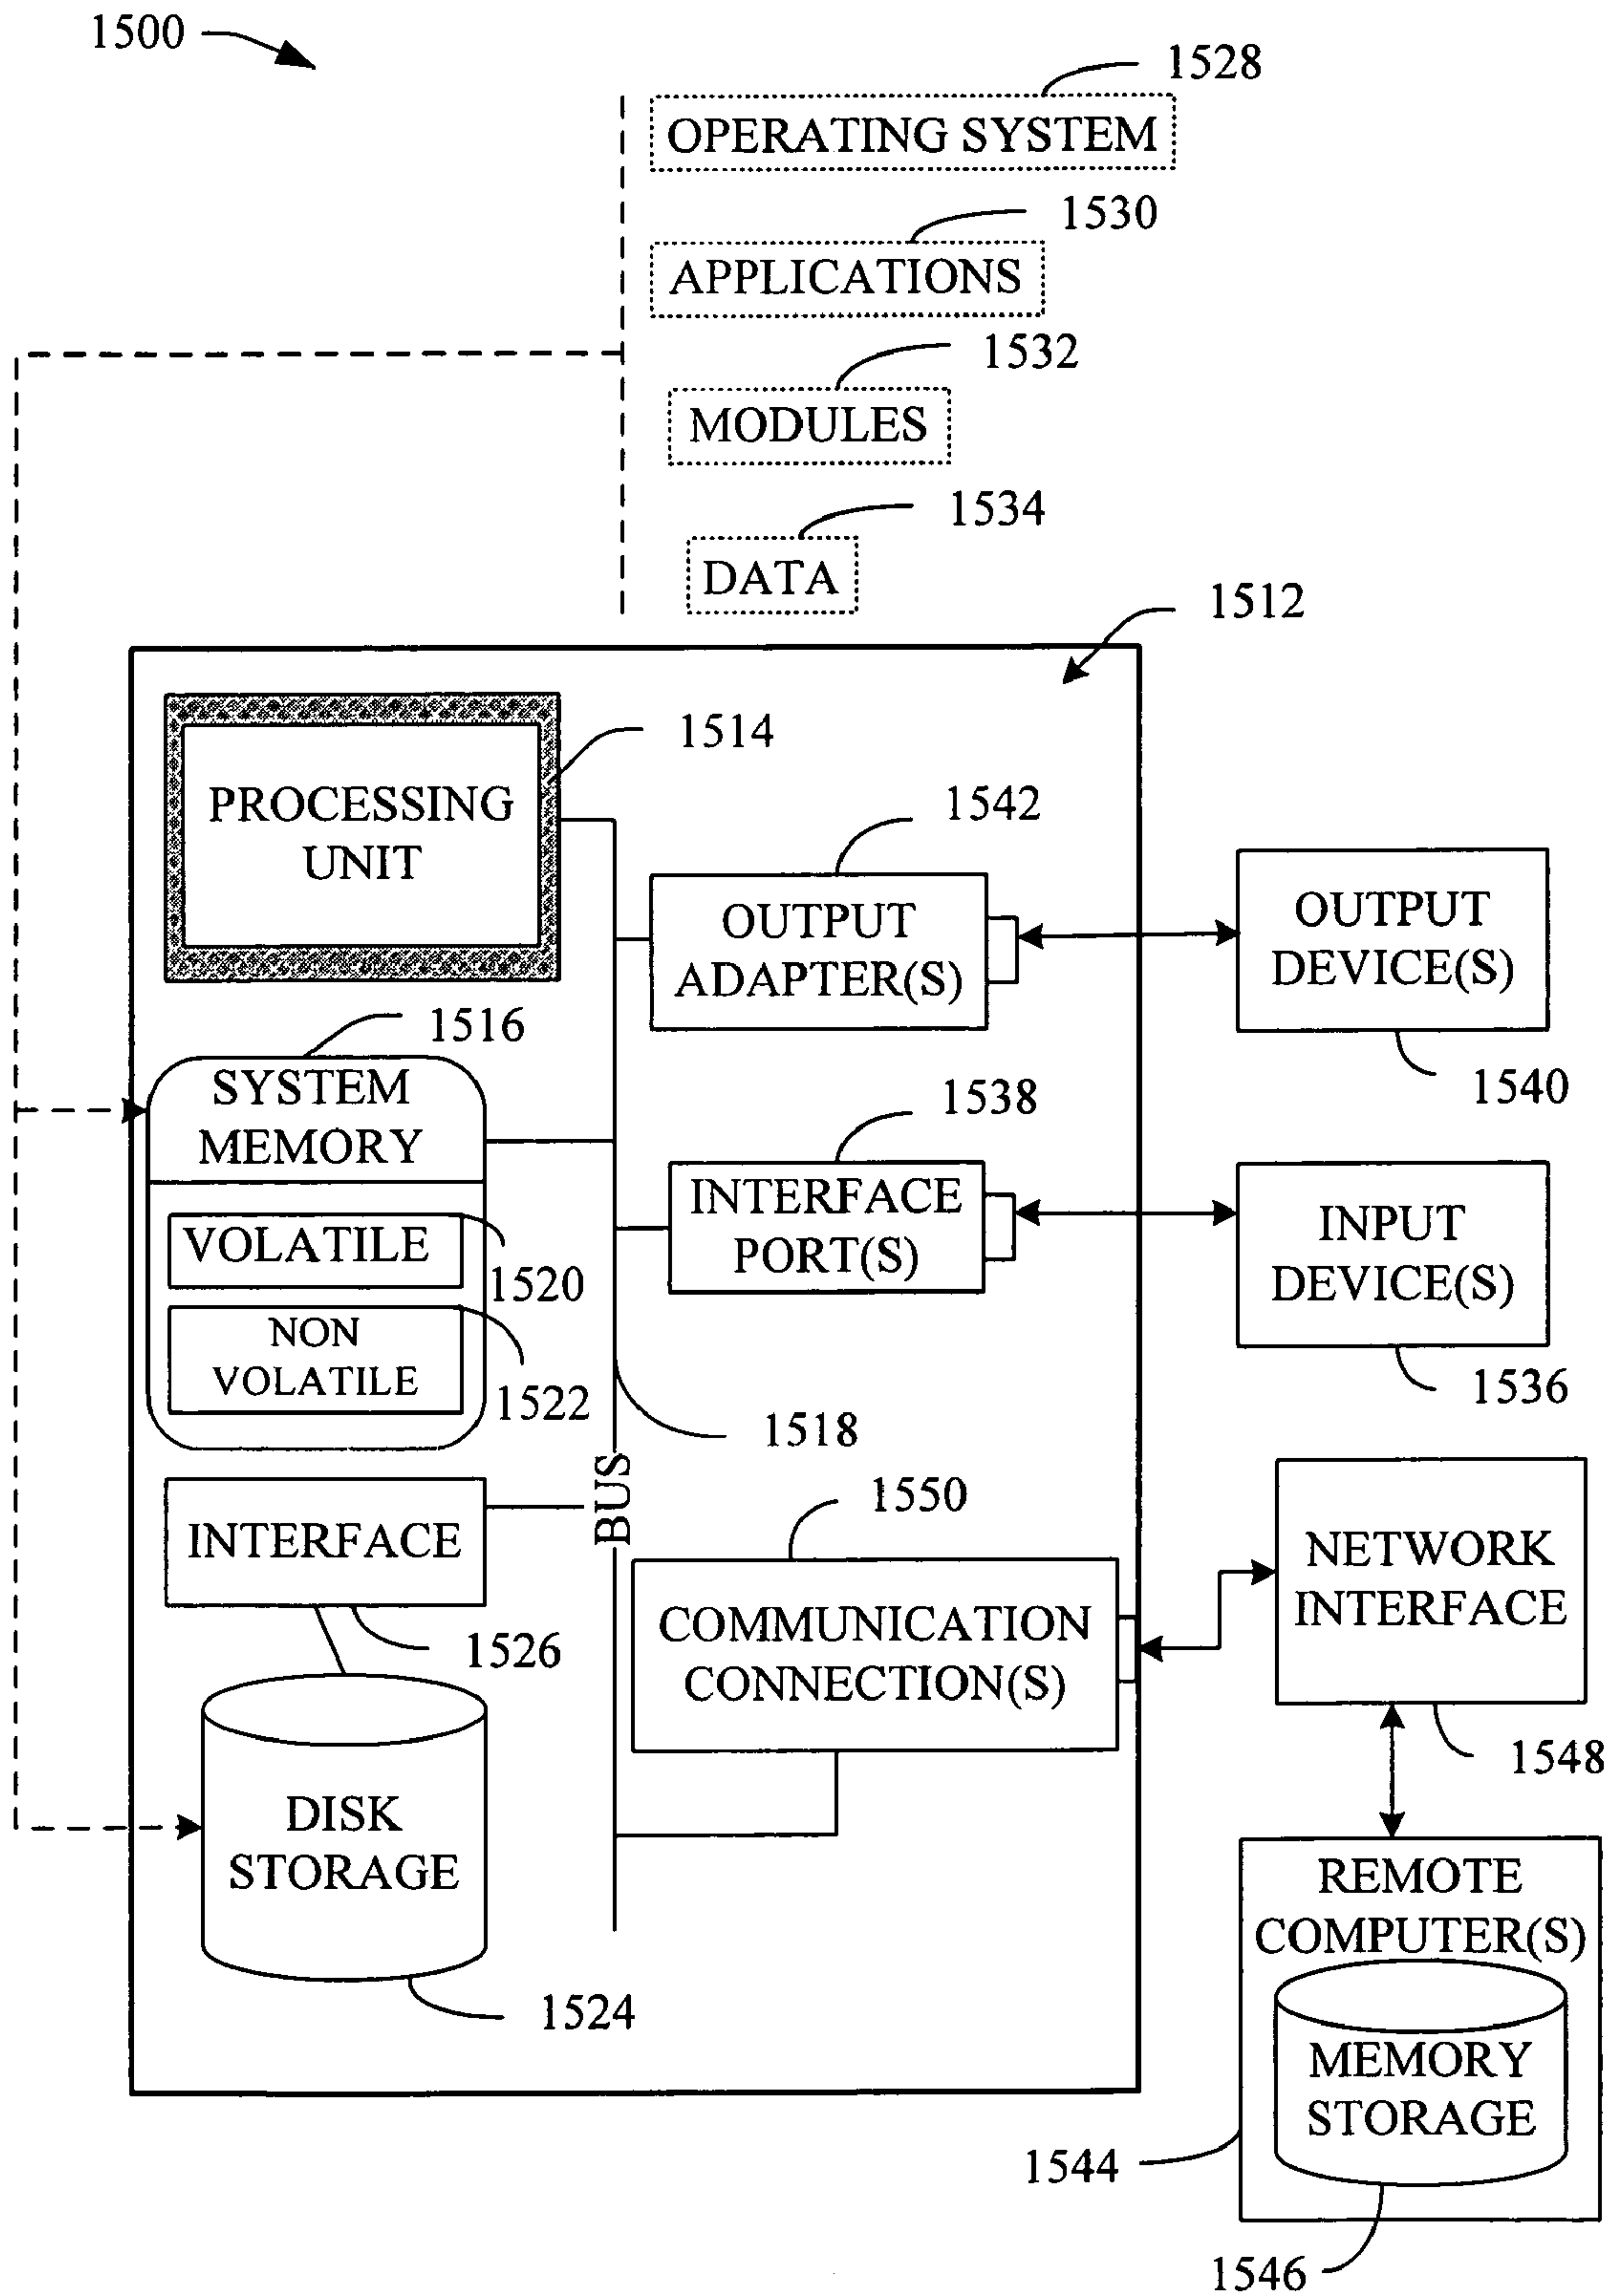 1500
1528
OPERATING SYSTEM
1530
APPLICATIONS
1532
MODULES
1534
DATA
1512
1514
PROCESSING
UNIT
1542
OUTPUT
ADAPTER(S)
OUTPUT
DEVICE(S)
1540
1516
SYSTEM
MEMORY
VOLATILE
1520
NON
VOLATILE
1522
1538
INTERFACE
PORT(S)
INPUT
DEVICE(S)
1536
1518
BUS
INTERFACE
1526
1550
COMMUNICATION
CONNECTION(S)
NETWORK
INTERFACE
1548
DISK
STORAGE
1524
REMOTE
COMPUTER(S)
MEMORY
STORAGE
1544
1546